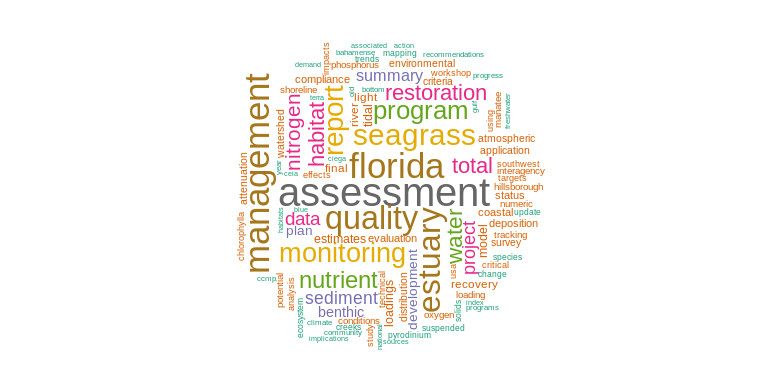 associated action
bahamense mapping recommendations
impacts trends
demand phosphorus environmental
summary workshop progress
compliance criteria
shoreline old bottom restoration
terra light gulf
management nitrogen habitat report river tidal program using manatee freshwater
watershed seagrass atmospheric
application
ciega
attenuation year ceia effects final florida total southwest
interagency
targets
assessment hillsborough
status
numeric
habitats blue data quality estuary water coastal update
plan project model deposition
chlorophylla estimates evaluation tracking
monitoring survey
species
usa critical
ccmp potential nutrient technical development change
analysis distribution recovery
sediment loadings loading
ecosystem benthic solids index
programs
oxygen
climate conditions
creeks suspended
community study national pyrodinium
implications sources